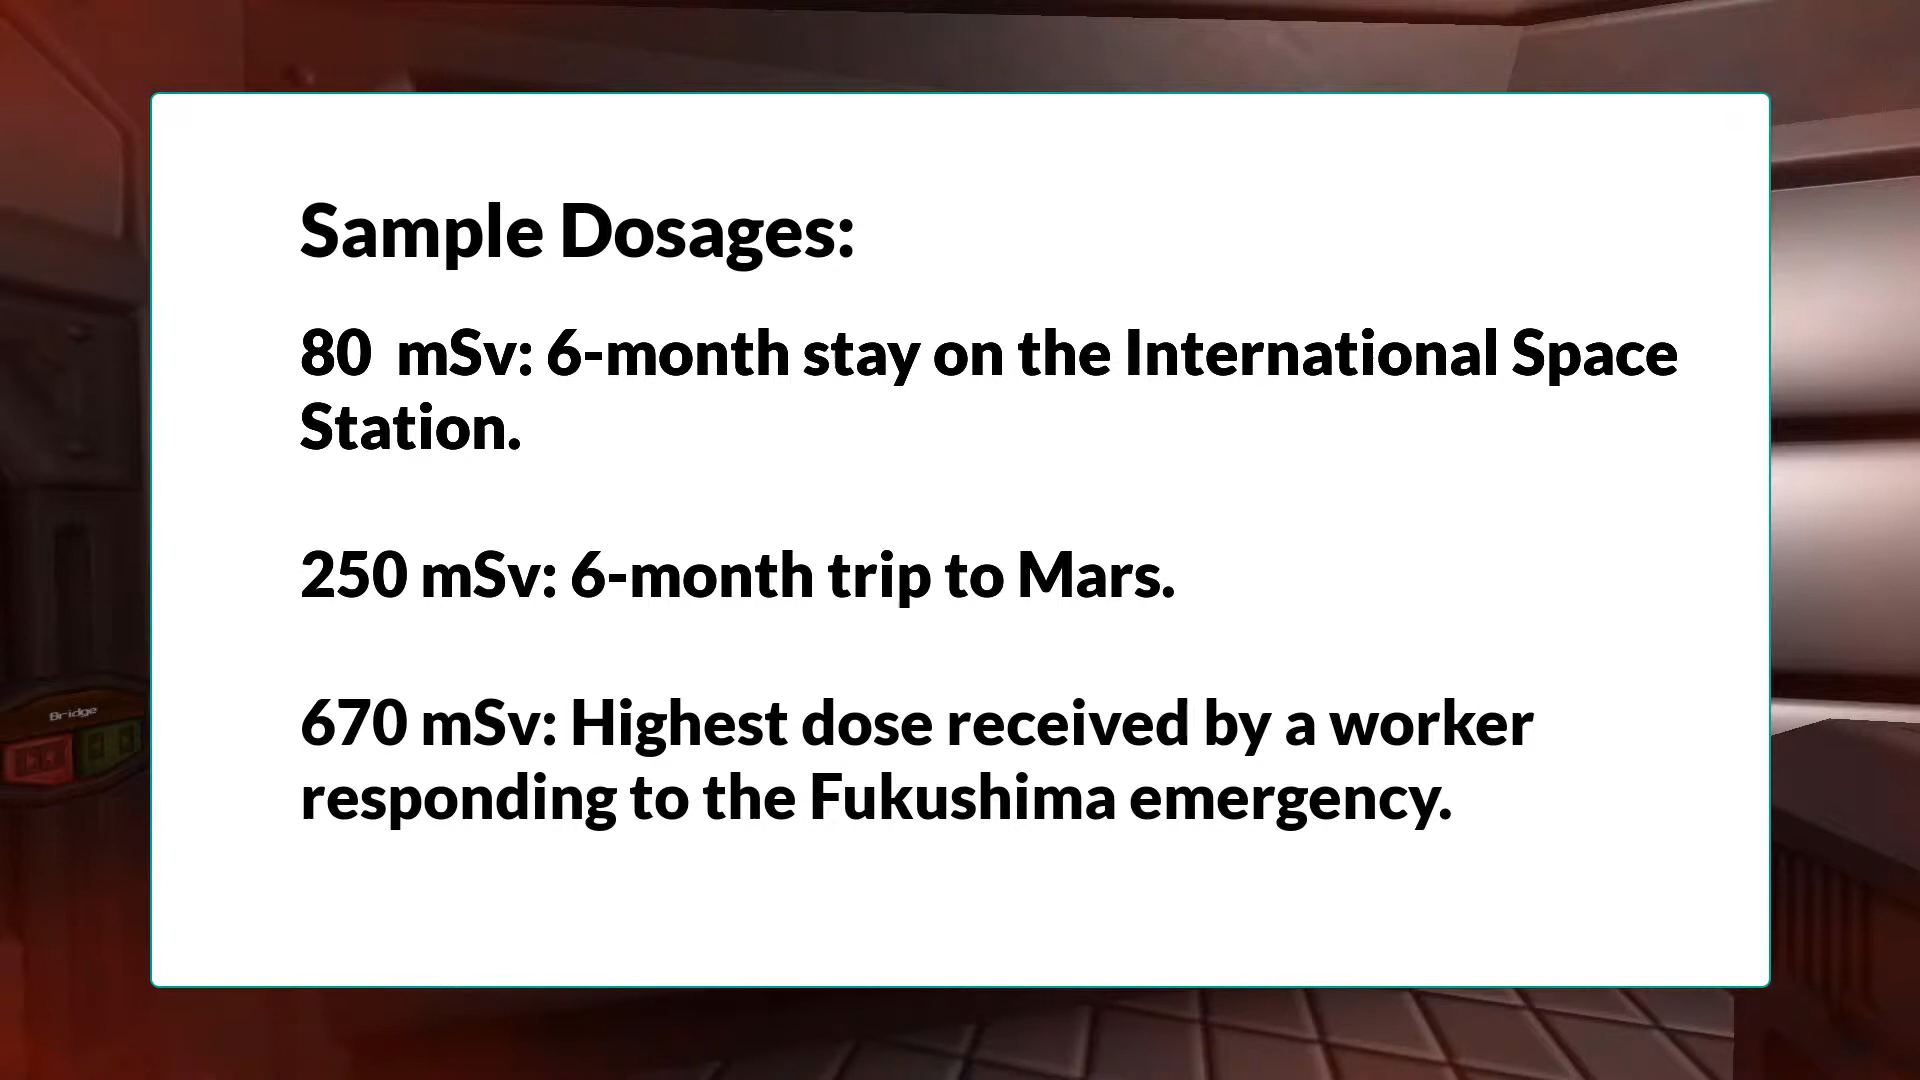 Sample Dosages:
80  mSv: 6-month stay on the International Space
Station.
250 mSv: 6-month trip to Mars.
670 mSv: Highest dose received by a worker
responding to the Fukushima emergency.
Bridge